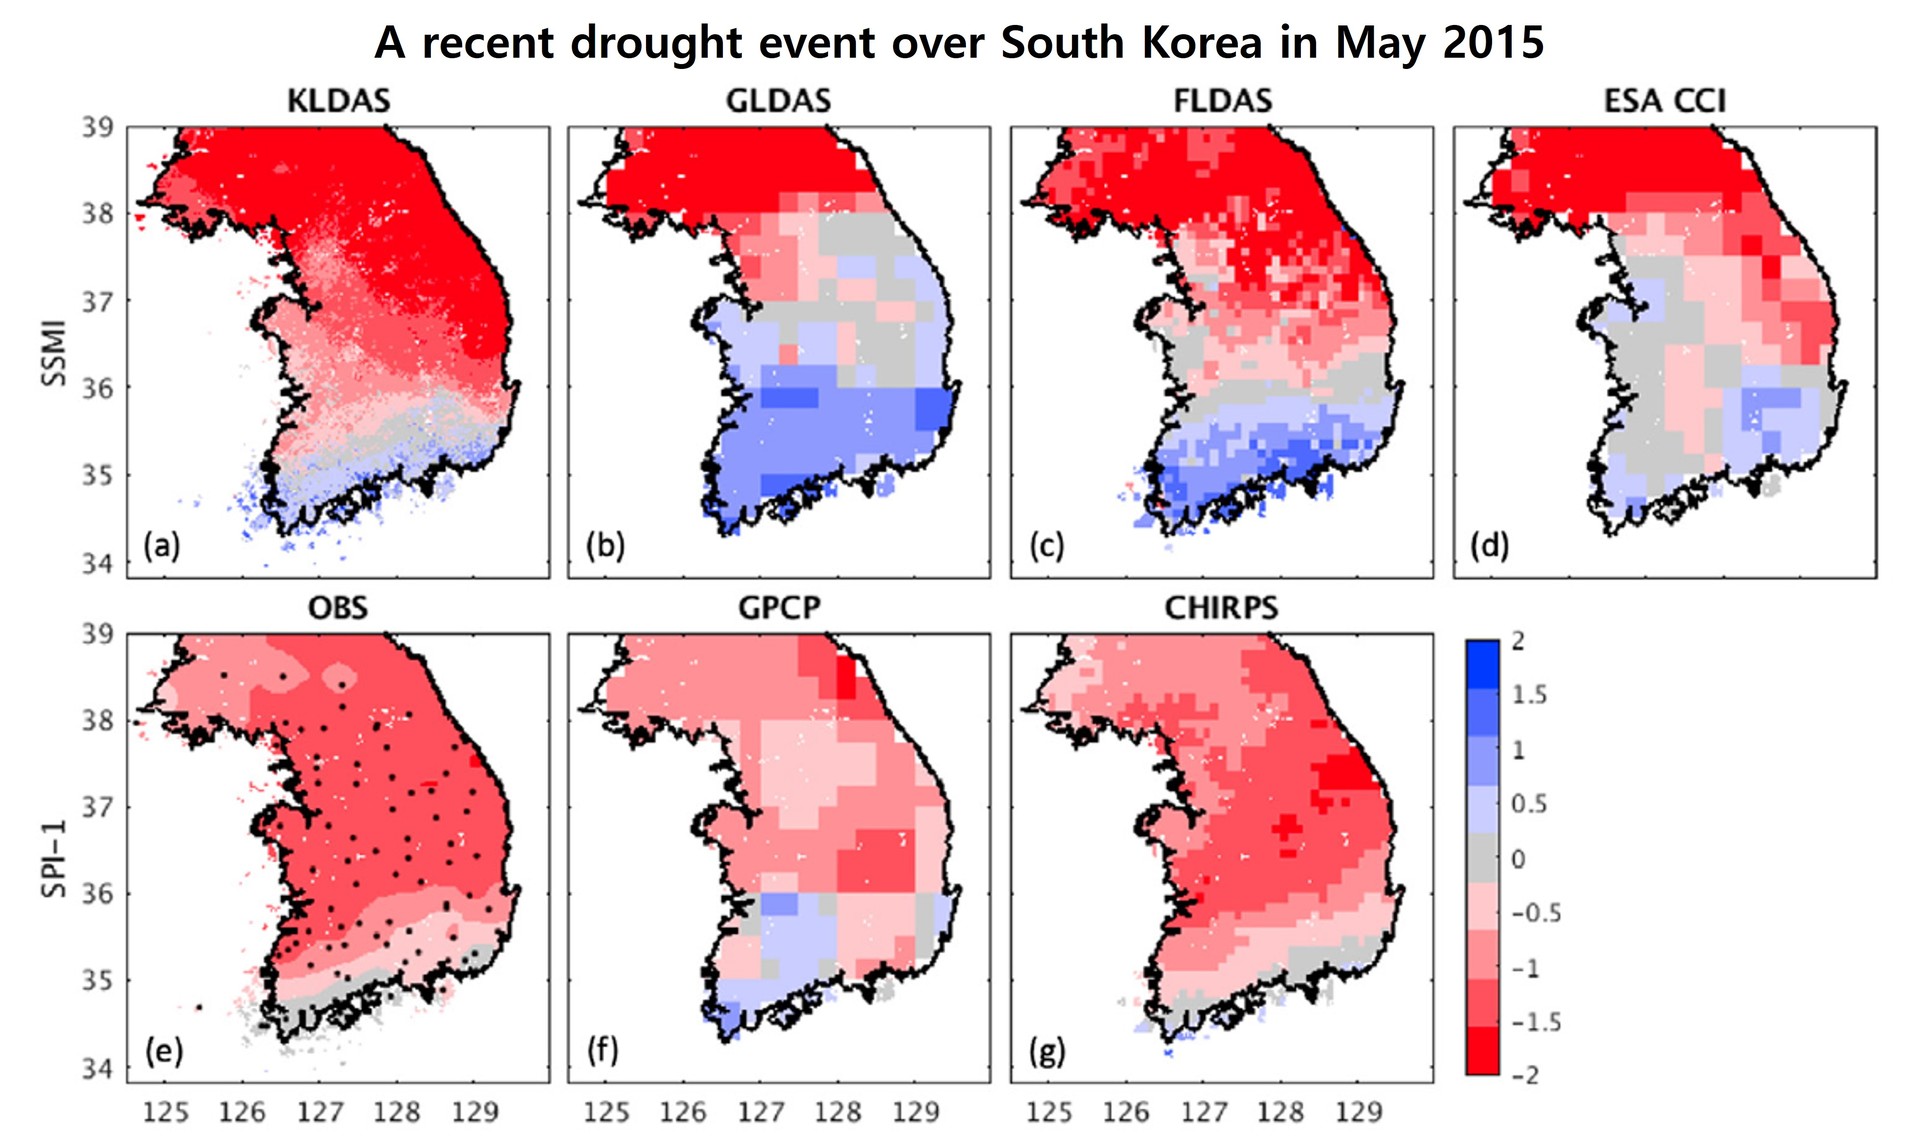 A recent drought event over South Korea in May 2015
KLDAS GLDAS FLDAS ESA CCI
39
38
37
36
35
34
SSMI
(a) (b) (c) (d)
OBS GPCP CHIRPS
39
38
37
36
35
34
SPI−1
(e) (f) (g)
2
1.5
1
0.5
0
−0.5
−1
−1.5
−2
125 126 127 128 129 125 126 127 128 129 125 126 127 128 129